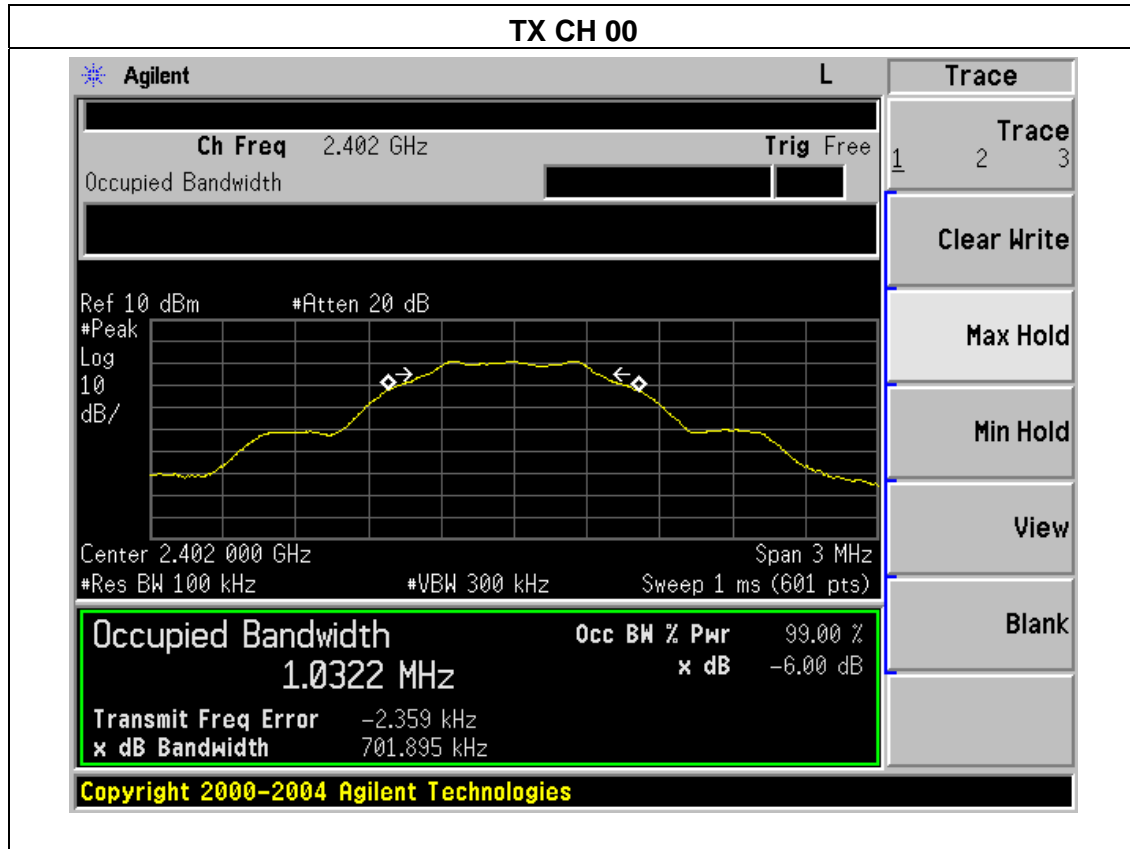 TX CH 00
Agilent L Trace
Ch Freq 2.402 GHz Trig Free
Occupied Bandwidth
Trace
1 2 3
Clear Write
Max Hold
Min Hold
View
Blank
Ref 10 dBm #Atten 20 dB
#Peak
Log
10
dB/
Center 2.402 000 GHz Span 3 MHz
#Res BW 100 kHz #VBW 300 kHz Sweep 1 ms (601 pts)
Occupied Bandwidth Occ BW % Pwr 99.00 %
1.0322 MHz x dB -6.00 dB
Transmit Freq Error -2.359 kHz
x dB Bandwidth 701.895 kHz
Copyright 2000-2004 Agilent Technologies